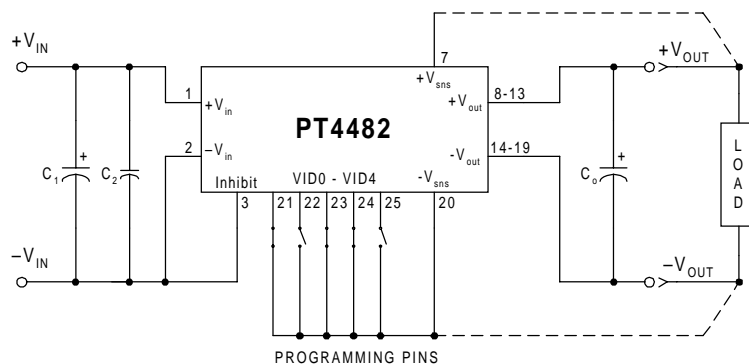 +VIN
+VOUT
7
+Vsns
1
+Vin
8-13
+Vout
PT4482
2
–Vin
14-19
-Vout
LOAD
C1
+
C2
Co
+
Inhibit
VID0 - VID4
-Vsns
3
21
22
23
24
25
20
–VIN
–VOUT
PROGRAMMING PINS